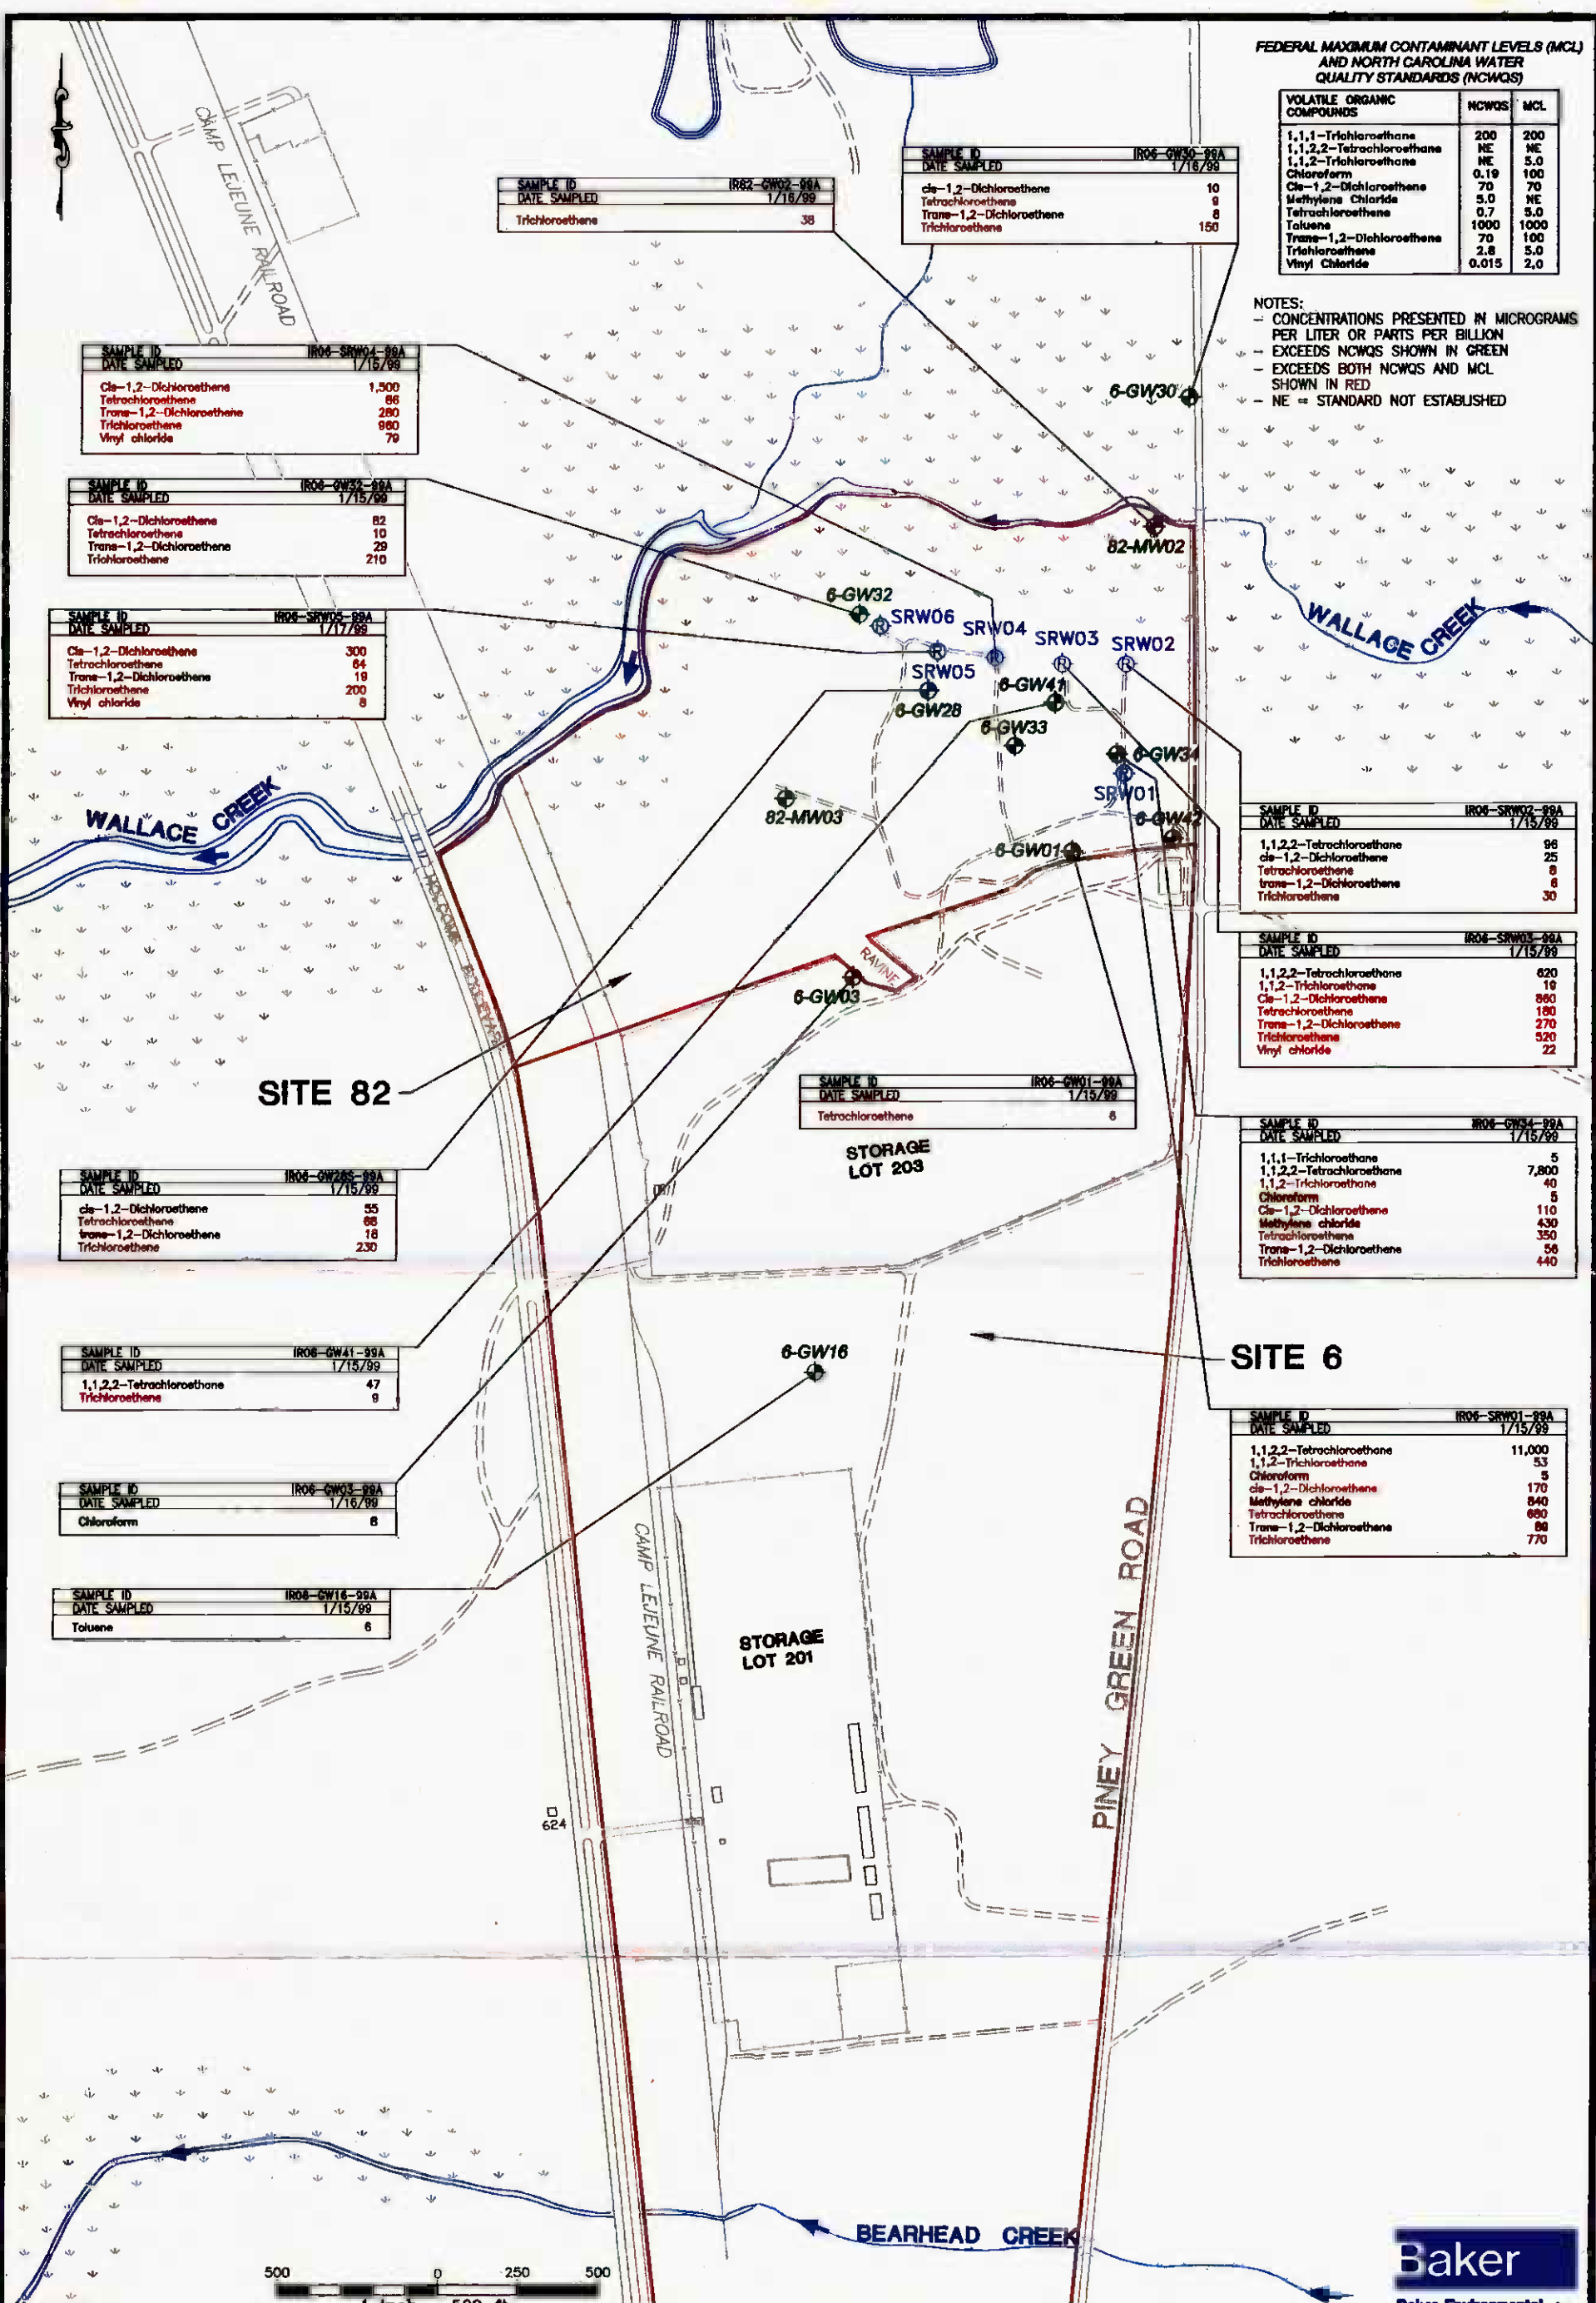 FEDERAL MAXIMUM CONTAMINANT LEVELS (MCL)
AND NORTH CAROLINA WATER
QUALITY STANDARDS (NCWQS)
VOLATILE ORGANIC COMPOUNDS NCWQS MCL
1,1,1-Trichloroethane 200 200
1,1,2,2-Tetrachloroethane NE NE
1,1,2-Trichloroethane NE 5.0
Chloroform 0.19 100
Cis-1,2-Dichloroethene 70 70
Methylene Chloride 5.0 NE
Tetrachloroethene 0.7 5.0
Toluene 1000 1000
Trans-1,2-Dichloroethene 70 100
Trichloroethene 2.8 5.0
Vinyl Chloride 0.015 2.0
NOTES:
- CONCENTRATIONS PRESENTED IN MICROGRAMS
PER LITER OR PARTS PER BILLION
- EXCEEDS NCWQS SHOWN IN GREEN
- EXCEEDS BOTH NCWQS AND MCL
SHOWN IN RED
- NE = STANDARD NOT ESTABLISHED
CAMP LEJEUNE RAILROAD
SAMPLE ID IR82-GW02-99A
DATE SAMPLED 1/16/99
Trichloroethene 38
SAMPLE ID IR06-GW30-99A
DATE SAMPLED 1/16/99
cis-1,2-Dichloroethene 10
Tetrachloroethene 9
Trans-1,2-Dichloroethene 8
Trichloroethene 150
SAMPLE ID IR06-SRW04-99A
DATE SAMPLED 1/15/99
Cis-1,2-Dichloroethene 1,500
Tetrachloroethene 86
Trans-1,2-Dichloroethene 280
Trichloroethene 960
Vinyl chloride 79
SAMPLE ID IR06-GW32-99A
DATE SAMPLED 1/15/99
Cis-1,2-Dichloroethene 82
Tetrachloroethene 10
Trans-1,2-Dichloroethene 29
Trichloroethene 210
SAMPLE ID IR06-SRW05-99A
DATE SAMPLED 1/17/99
Cis-1,2-Dichloroethene 300
Tetrachloroethene 64
Trans-1,2-Dichloroethene 19
Trichloroethene 200
Vinyl chloride 8
6-GW30
82-MW02
6-GW32
SRW06
SRW04
SRW03
SRW02
SRW05
6-GW28
6-GW41
6-GW33
6-GW34
SRW01
82-MW03
6-GW42
6-GW01
WALLACE CREEK
WALLACE CREEK
HOLCOMB BOULEVARD
RAVINE
6-GW03
SITE 82
SAMPLE ID IR06-SRW02-99A
DATE SAMPLED 1/15/99
1,1,2,2-Tetrachloroethane 96
cis-1,2-Dichloroethene 25
Tetrachloroethene 8
trans-1,2-Dichloroethene 6
Trichloroethene 30
SAMPLE ID IR06-SRW03-99A
DATE SAMPLED 1/15/99
1,1,2,2-Tetrachloroethane 620
1,1,2-Trichloroethane 19
Cis-1,2-Dichloroethene 860
Tetrachloroethene 180
Trans-1,2-Dichloroethene 270
Trichloroethene 520
Vinyl chloride 22
SAMPLE ID IR06-GW01-99A
DATE SAMPLED 1/15/99
Tetrachloroethene 6
STORAGE
LOT 203
SAMPLE ID IR06-GW34-99A
DATE SAMPLED 1/15/99
1,1,1-Trichloroethane 5
1,1,2,2-Tetrachloroethane 7,800
1,1,2-Trichloroethane 40
Chloroform 5
Cis-1,2-Dichloroethene 110
Methylene chloride 430
Tetrachloroethene 350
Trans-1,2-Dichloroethene 56
Trichloroethene 440
SAMPLE ID IR06-GW28S-99A
DATE SAMPLED 1/15/99
cis-1,2-Dichloroethene 55
Tetrachloroethene 66
trans-1,2-Dichloroethene 18
Trichloroethene 230
SAMPLE ID IR06-GW41-99A
DATE SAMPLED 1/15/99
1,1,2,2-Tetrachloroethane 47
Trichloroethene 9
6-GW16
SITE 6
SAMPLE ID IR06-SRW01-99A
DATE SAMPLED 1/15/99
1,1,2,2-Tetrachloroethane 11,000
1,1,2-Trichloroethane 53
Chloroform 5
cis-1,2-Dichloroethene 170
Methylene chloride 840
Tetrachloroethene 680
Trans-1,2-Dichloroethene 89
Trichloroethene 770
SAMPLE ID IR06-GW03-99A
DATE SAMPLED 1/16/99
Chloroform 6
SAMPLE ID IR06-GW16-99A
DATE SAMPLED 1/15/99
Toluene 6
CAMP LEJEUNE RAILROAD
STORAGE
LOT 201
PINEY GREEN ROAD
624
BEARHEAD CREEK
500 0 250 500
Baker